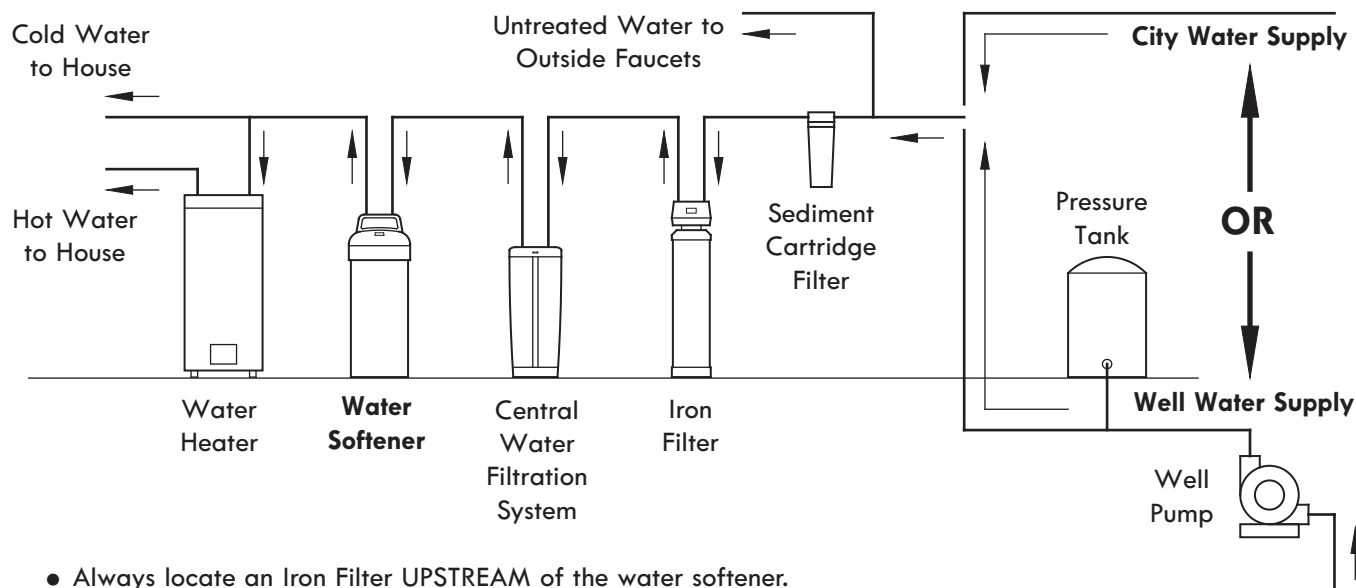 Cold Water
to House
Untreated Water to
Outside Faucets
City Water Supply
Hot Water
to House
Sediment
Cartridge
Filter
Pressure
Tank
OR
Water
Heater
Water
Softener
Central
Water
Filtration
System
Iron
Filter
Well Water Supply
Well
Pump
● Always locate an Iron Filter UPSTREAM of the water softener.